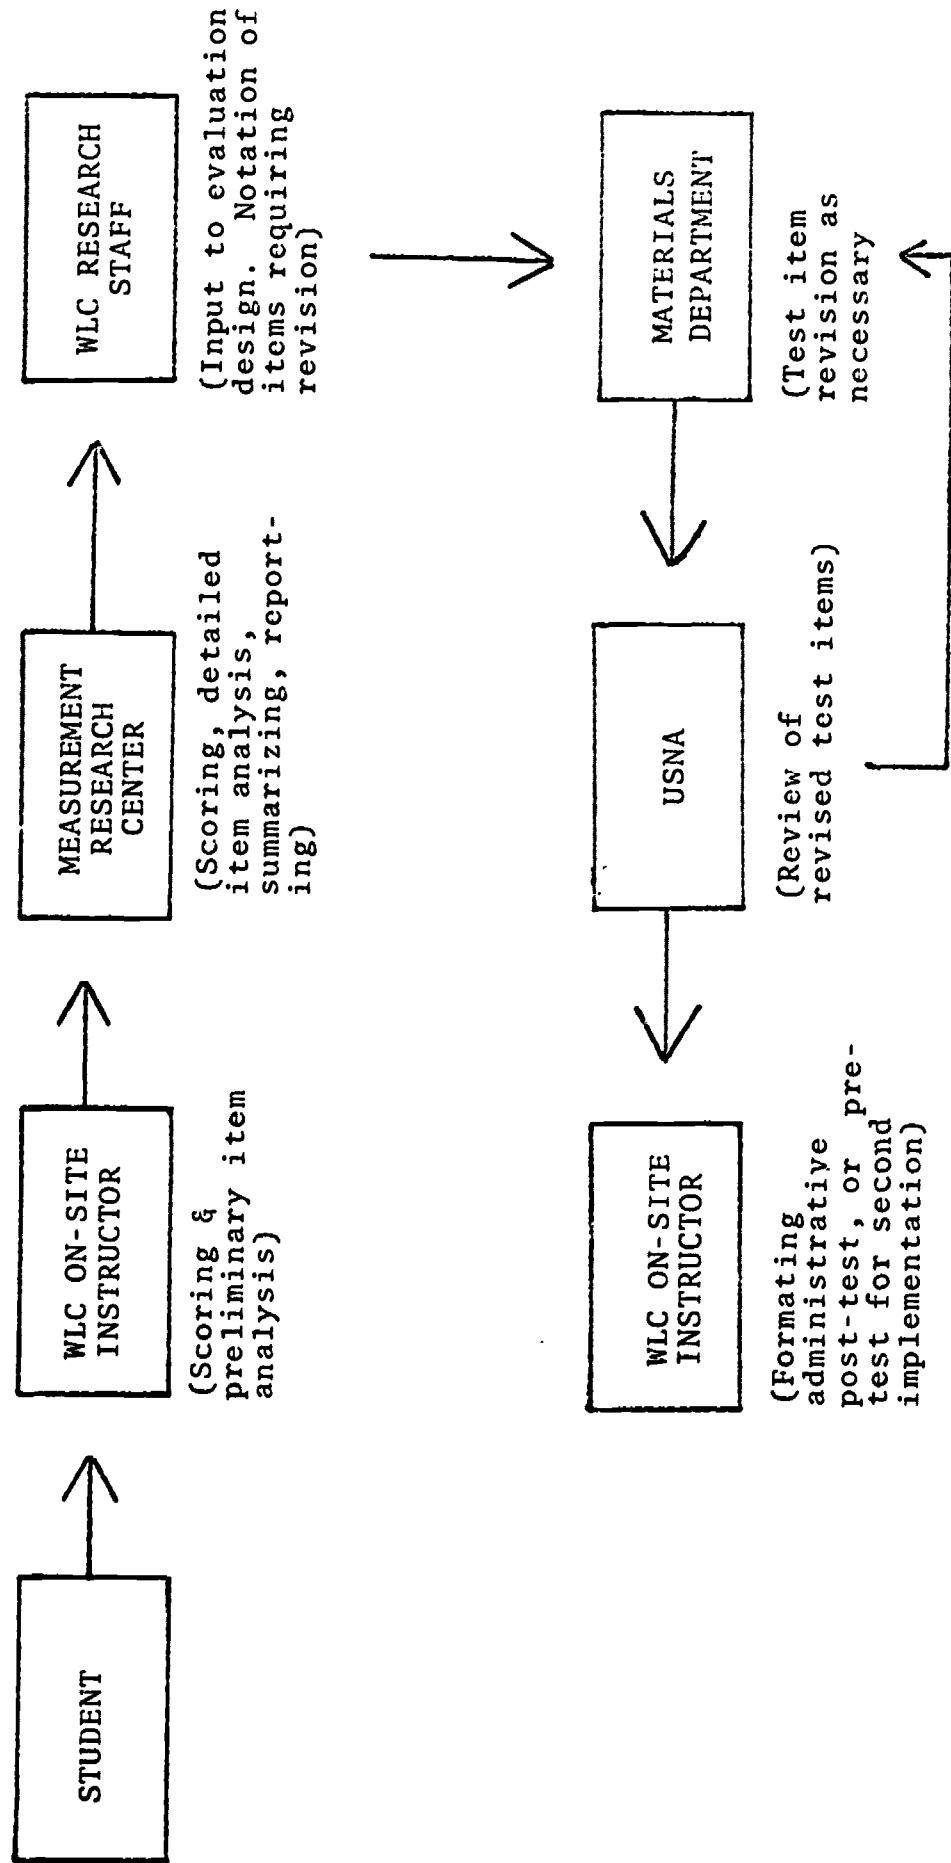 STUDENT
WLC ON-SITE
INSTRUCTOR
(Scoring &
preliminary item
analysis)
MEASUREMENT
RESEARCH
CENTER
(Scoring, detailed
item analysis,
summarizing, report-
ing)
WLC RESEARCH
STAFF
(Input to evaluation
design. Notation of
items requiring
revision)
MATERIALS
DEPARTMENT
(Test item
revision as
necessary
USNA
(Review of
revised test items)
WLC ON-SITE
INSTRUCTOR
(Formating
administrative
post-test, or pre-
test for second
implementation)